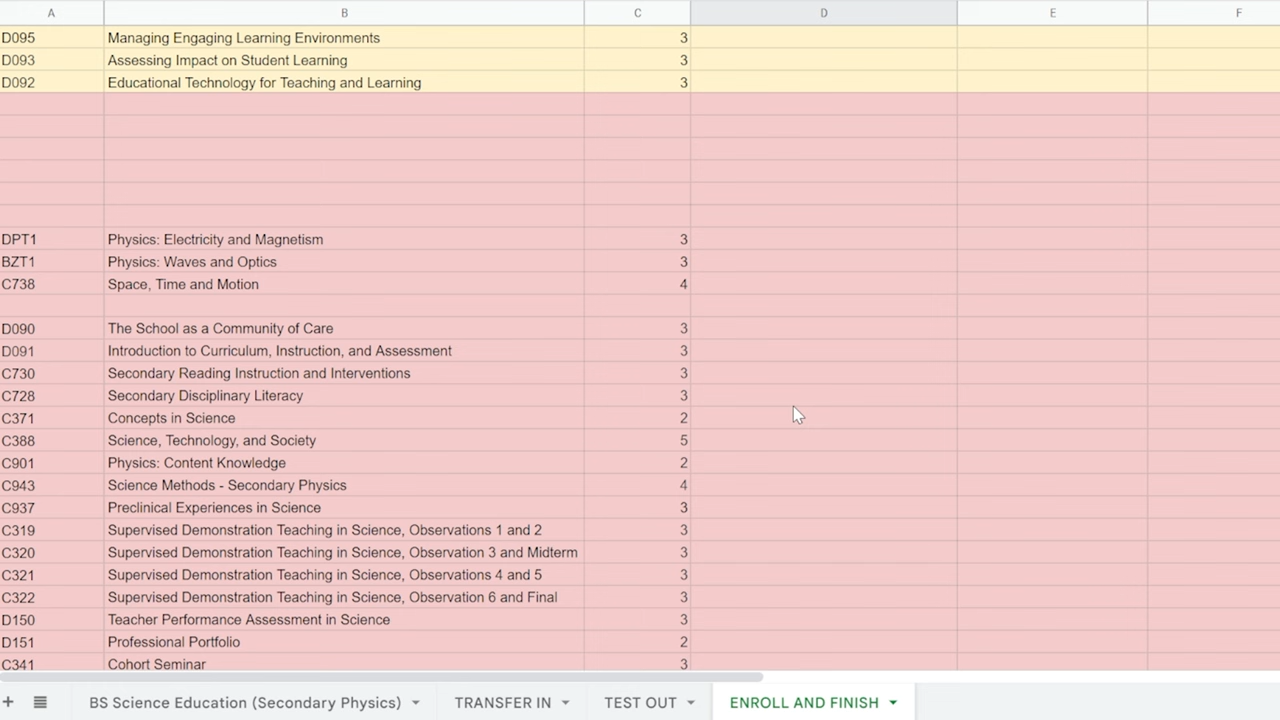 A B C D E F
D095 Managing Engaging Learning Environments 3
D093 Assessing Impact on Student Learning 3
D092 Educational Technology for Teaching and Learning 3
DPT1 Physics: Electricity and Magnetism 3
BZT1 Physics: Waves and Optics 3
C738 Space, Time and Motion 4
D090 The School as a Community of Care 3
D091 Introduction to Curriculum, Instruction, and Assessment 3
C730 Secondary Reading Instruction and Interventions 3
C728 Secondary Disciplinary Literacy 3
C371 Concepts in Science 2
C388 Science, Technology, and Society 5
C901 Physics: Content Knowledge 2
C943 Science Methods - Secondary Physics 4
C937 Preclinical Experiences in Science 3
C319 Supervised Demonstration Teaching in Science, Observations 1 and 2 3
C320 Supervised Demonstration Teaching in Science, Observation 3 and Midterm 3
C321 Supervised Demonstration Teaching in Science, Observations 4 and 5 3
C322 Supervised Demonstration Teaching in Science, Observation 6 and Final 3
D150 Teacher Performance Assessment in Science 3
D151 Professional Portfolio 2
C341 Cohort Seminar 3
BS Science Education (Secondary Physics) TRANSFER IN TEST OUT ENROLL AND FINISH